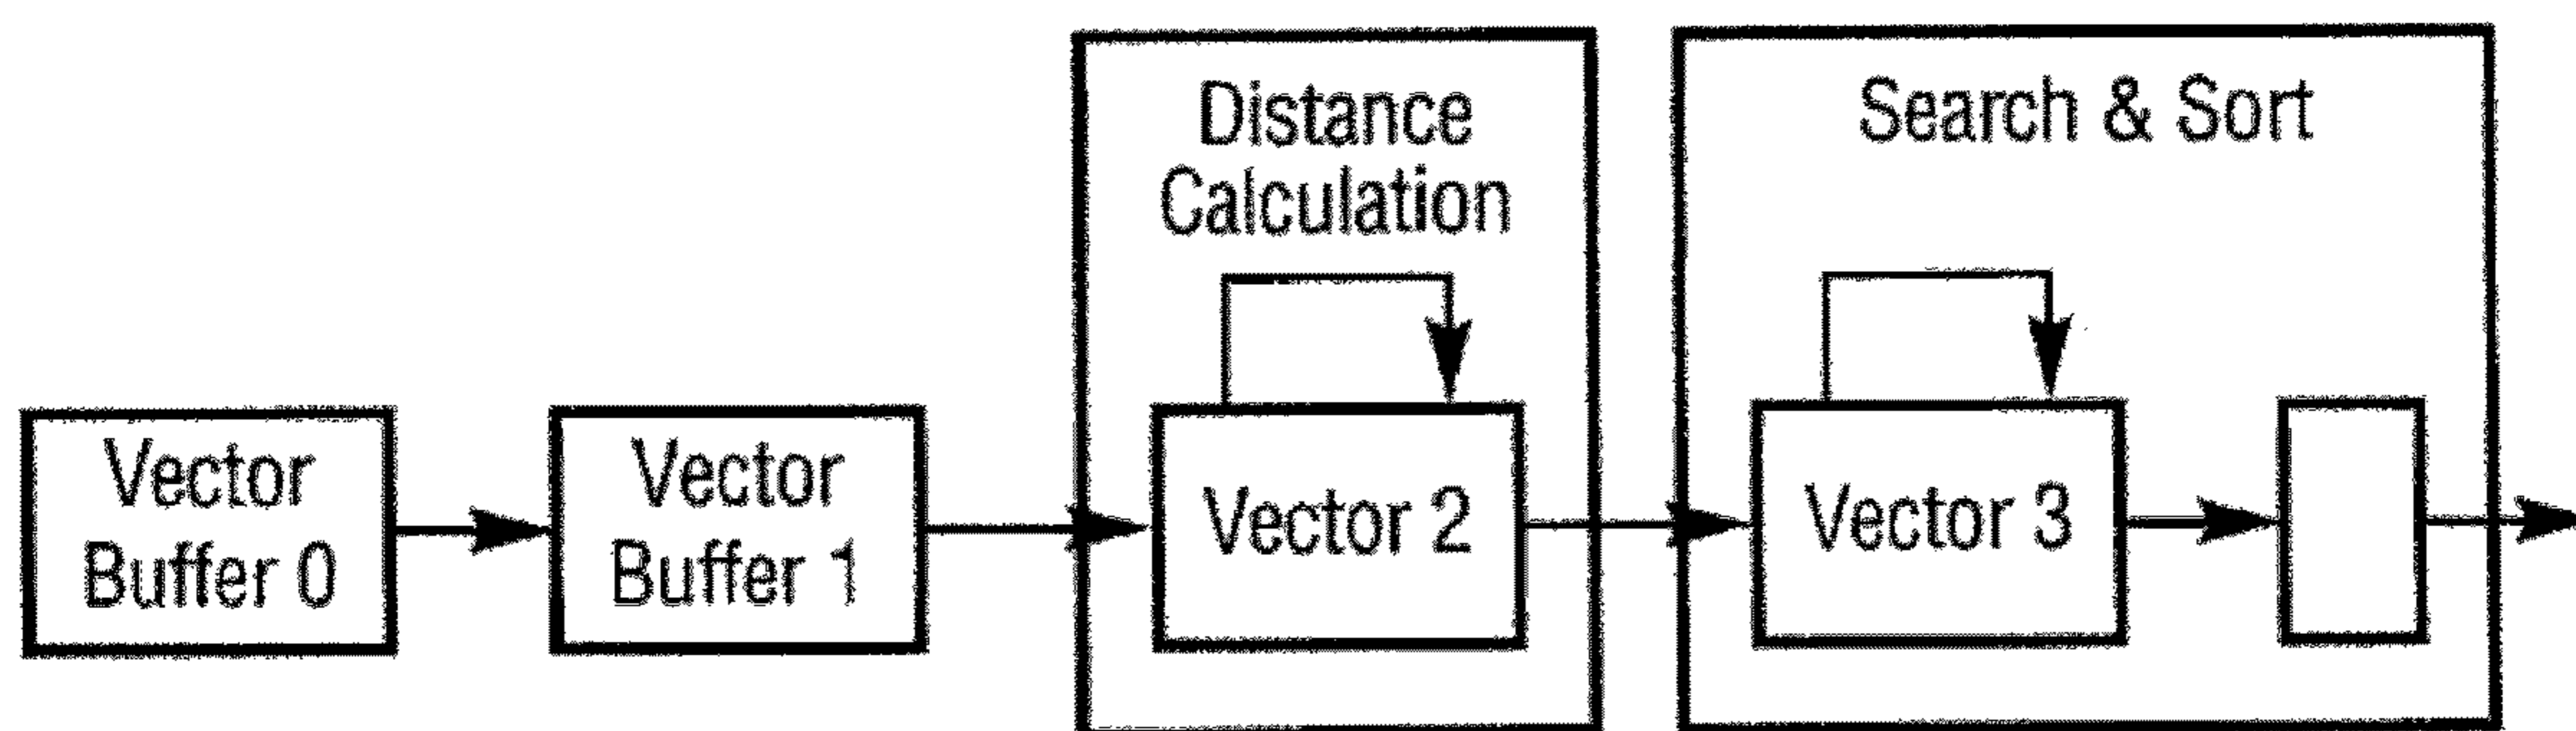 Distance
Calculation
Search & Sort
Vector
Buffer 0
Vector
Buffer 1
Vector 2
Vector 3